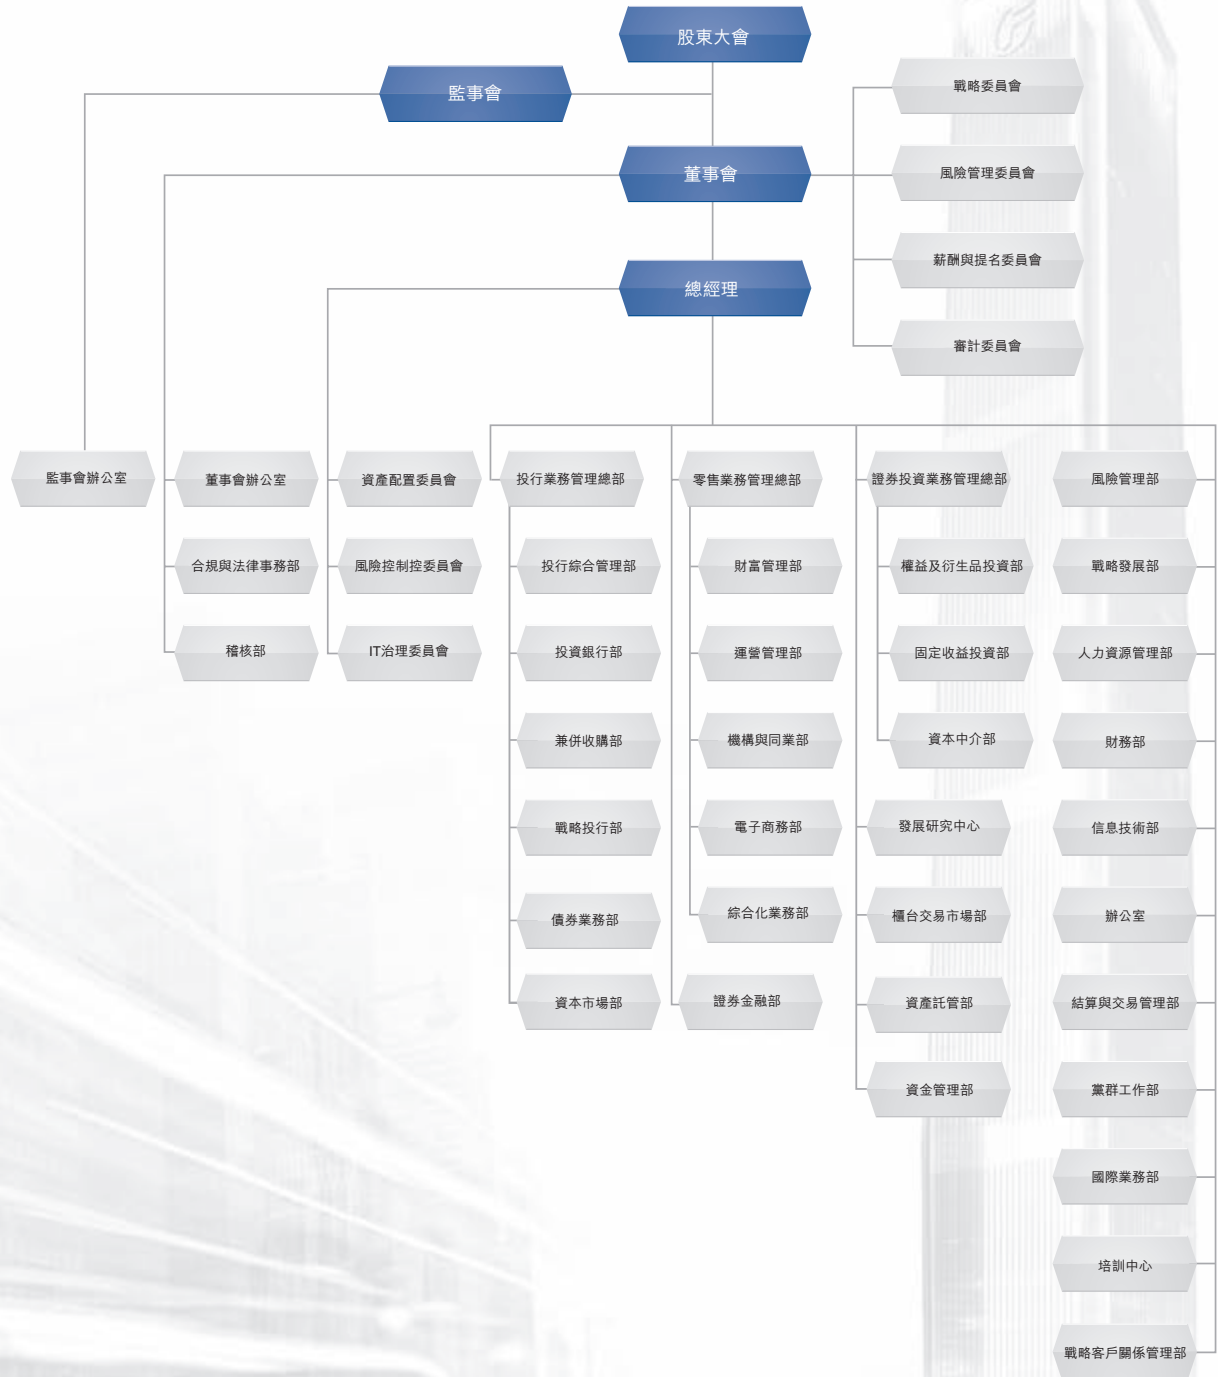 股東大會
監事會
董事會
總經理
戰略委員會
風險管理委員會
薪酬與提名委員會
審計委員會
監事會辦公室
董事會辦公室
合規與法律事務部
稽核部
資產配置委員會
風險控制控委員會
IT治理委員會
投行業務管理總部
投行綜合管理部
投資銀行部
兼併收購部
戰略投行部
債券業務部
資本市場部
零售業務管理總部
財富管理部
運營管理部
機構與同業部
電子商務部
綜合化業務部
證券金融部
證券投資業務管理總部
權益及衍生品投資部
固定收益投資部
資本中介部
發展研究中心
櫃台交易市場部
資產託管部
資金管理部
風險管理部
戰略發展部
人力資源管理部
財務部
信息技術部
辦公室
結算與交易管理部
黨群工作部
國際業務部
培訓中心
戰略客戶關係管理部